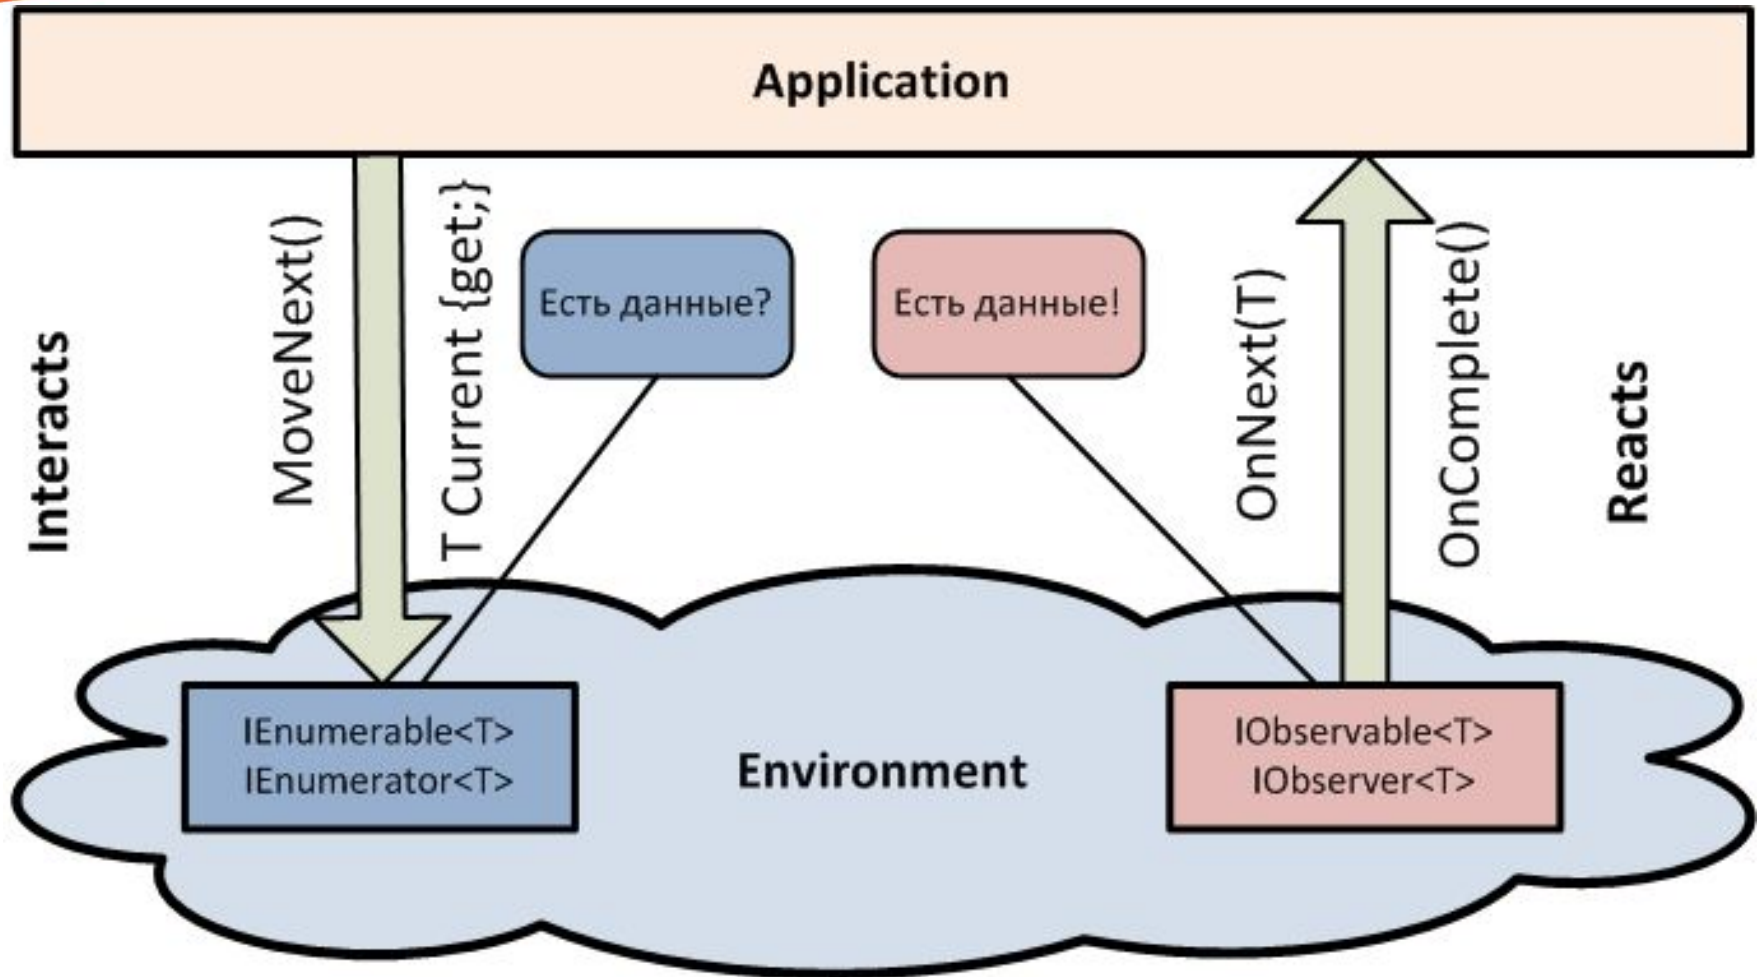 Application
Interacts
MoveNext()
T Current {get;}
Есть данные?
Есть данные!
OnNext(T)
OnComplete()
Reacts
IEnumerable<T>
IEnumerator<T>
Environment
IObservable<T>
IObserver<T>